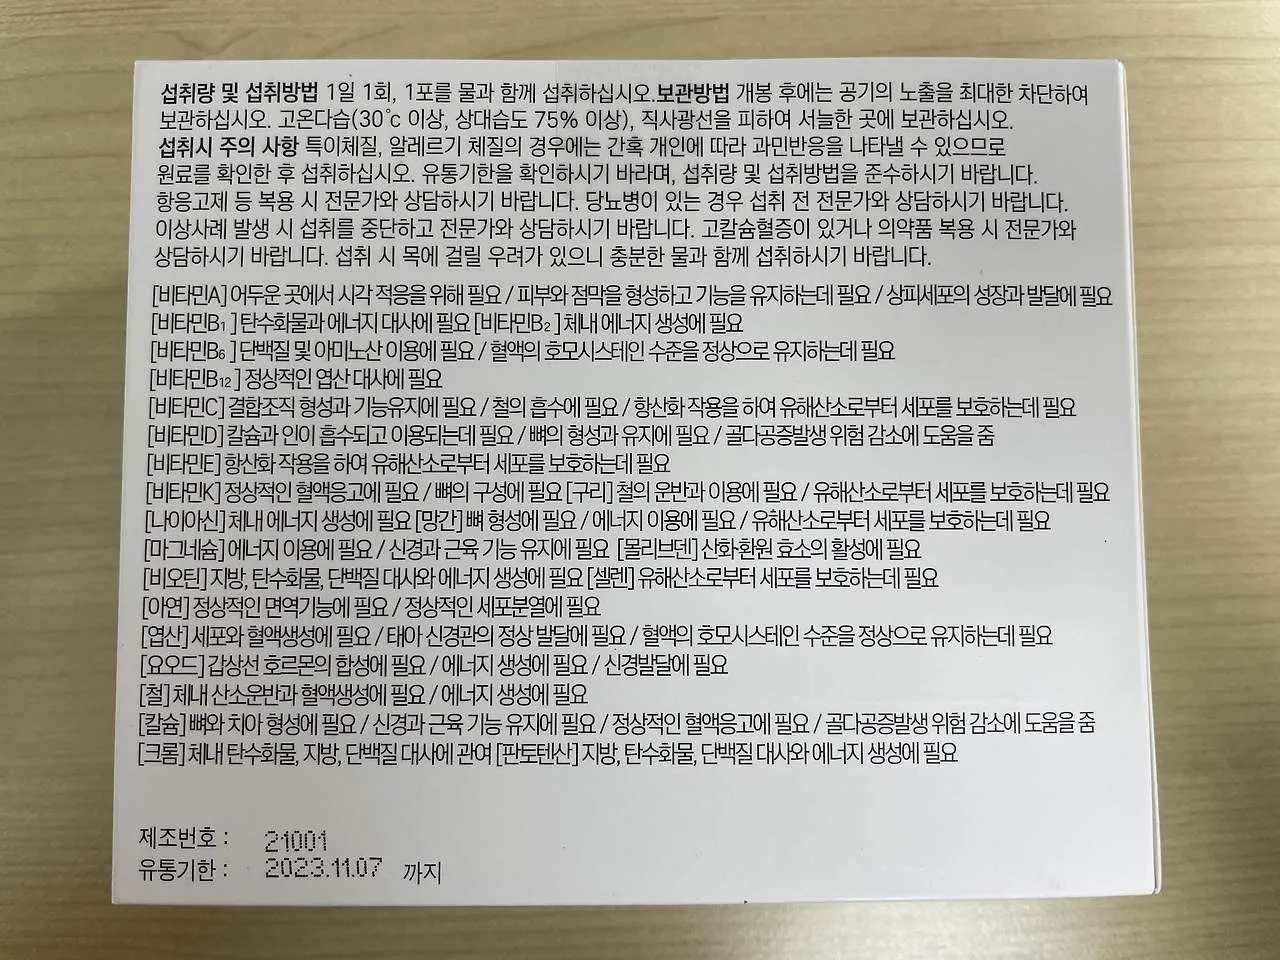 섭취량 및 섭취방법 1일 1회, 1포를 물과 함께 섭취하십시오.보관방법 개봉 후에는 공기의 노출을 최대한 차단하여
보관하십시오. 고온다습(30℃ 이상, 상대습도 75% 이상), 직사광선을 피하여 서늘한 곳에 보관하십시오.
섭취시 주의 사항 특이체질, 알레르기 체질의 경우에는 간혹 개인에 따라 과민반응을 나타낼 수 있으므로
원료를 확인한 후 섭취하십시오. 유통기한을 확인하시기 바라며, 섭취량 및 섭취방법을 준수하시기 바랍니다.
항응고제 등 복용 시 전문가와 상담하시기 바랍니다. 당뇨병이 있는 경우 섭취 전 전문가와 상담하시기 바랍니다.
이상사례 발생 시 섭취를 중단하고 전문가와 상담하시기 바랍니다. 고칼슘혈증이 있거나 의약품 복용 시 전문가와
상담하시기 바랍니다. 섭취 시 목에 걸릴 우려가 있으니 충분한 물과 함께 섭취하시기 바랍니다.
[비타민A] 어두운 곳에서 시각 적응을 위해 필요 / 피부와 점막을 형성하고 기능을 유지하는데 필요 / 상피세포의 성장과 발달에 필요
[비타민B₁] 탄수화물과 에너지 대사에 필요 [비타민B₂] 체내 에너지 생성에 필요
[비타민B₆] 단백질 및 아미노산 이용에 필요 / 혈액의 호모시스테인 수준을 정상으로 유지하는데 필요
[비타민B₁₂] 정상적인 엽산 대사에 필요
[비타민C] 결합조직 형성과 기능유지에 필요 / 철의 흡수에 필요 / 항산화 작용을 하여 유해산소로부터 세포를 보호하는데 필요
[비타민D] 칼슘과 인이 흡수되고 이용되는데 필요 / 뼈의 형성과 유지에 필요 / 골다공증발생 위험 감소에 도움을 줌
[비타민E] 항산화 작용을 하여 유해산소로부터 세포를 보호하는데 필요
[비타민K] 정상적인 혈액응고에 필요 / 뼈의 구성에 필요 [구리] 철의 운반과 이용에 필요 / 유해산소로부터 세포를 보호하는데 필요
[나이아신] 체내 에너지 생성에 필요 [망간] 뼈 형성에 필요 / 에너지 이용에 필요 / 유해산소로부터 세포를 보호하는데 필요
[마그네슘] 에너지 이용에 필요 / 신경과 근육 기능 유지에 필요 [몰리브덴] 산화·환원 효소의 활성에 필요
[비오틴] 지방, 탄수화물, 단백질 대사와 에너지 생성에 필요 [셀렌] 유해산소로부터 세포를 보호하는데 필요
[아연] 정상적인 면역기능에 필요 / 정상적인 세포분열에 필요
[엽산] 세포와 혈액생성에 필요 / 태아 신경관의 정상 발달에 필요 / 혈액의 호모시스테인 수준을 정상으로 유지하는데 필요
[요오드] 갑상선 호르몬의 합성에 필요 / 에너지 생성에 필요 / 신경발달에 필요
[철] 체내 산소운반과 혈액생성에 필요 / 에너지 생성에 필요
[칼슘] 뼈와 치아 형성에 필요 / 신경과 근육 기능 유지에 필요 / 정상적인 혈액응고에 필요 / 골다공증발생 위험 감소에 도움을 줌
[크롬] 체내 탄수화물, 지방, 단백질 대사에 관여 [판토텐산] 지방, 탄수화물, 단백질 대사와 에너지 생성에 필요
제조번호 : 21001
유통기한 : 2023.11.07 까지